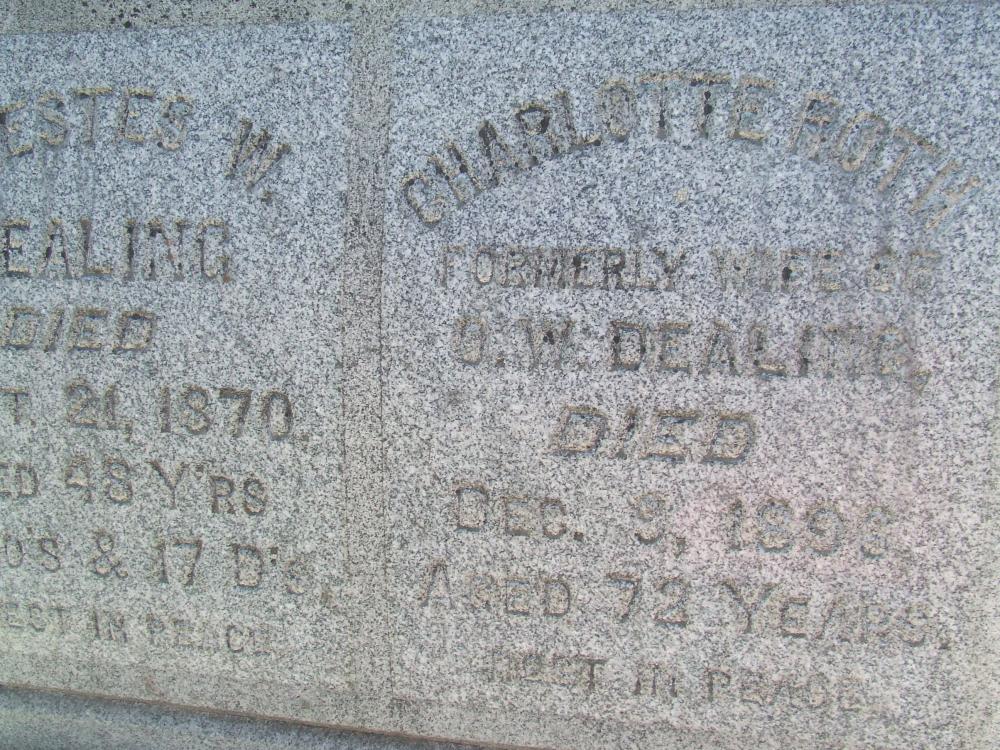 ESTES W.
EALING
DIED
T. 21, 1870.
ED 48 Y'RS
O'S & 17 D'S.
EST IN PEACE
CHARLOTTE ROTH
FORMERLY WIFE OF
O. W. DEALING,
DIED
DEC. 9, 1898.
AGED 72 YEARS.
REST IN PEACE